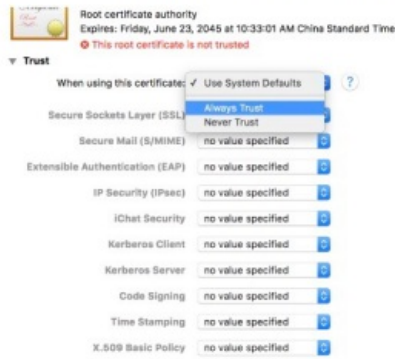 Root certificate authority
Expires: Friday, June 23, 2045 at 10:33:01 AM China Standard Time
This root certificate is not trusted
Trust
When using this certificate: ✓ Use System Defaults ?
Always Trust
Never Trust
Secure Sockets Layer (SSL)
Secure Mail (S/MIME) no value specified
Extensible Authentication (EAP) no value specified
IP Security (IPsec) no value specified
iChat Security no value specified
Kerberos Client no value specified
Kerberos Server no value specified
Code Signing no value specified
Time Stamping no value specified
X.509 Basic Policy no value specified